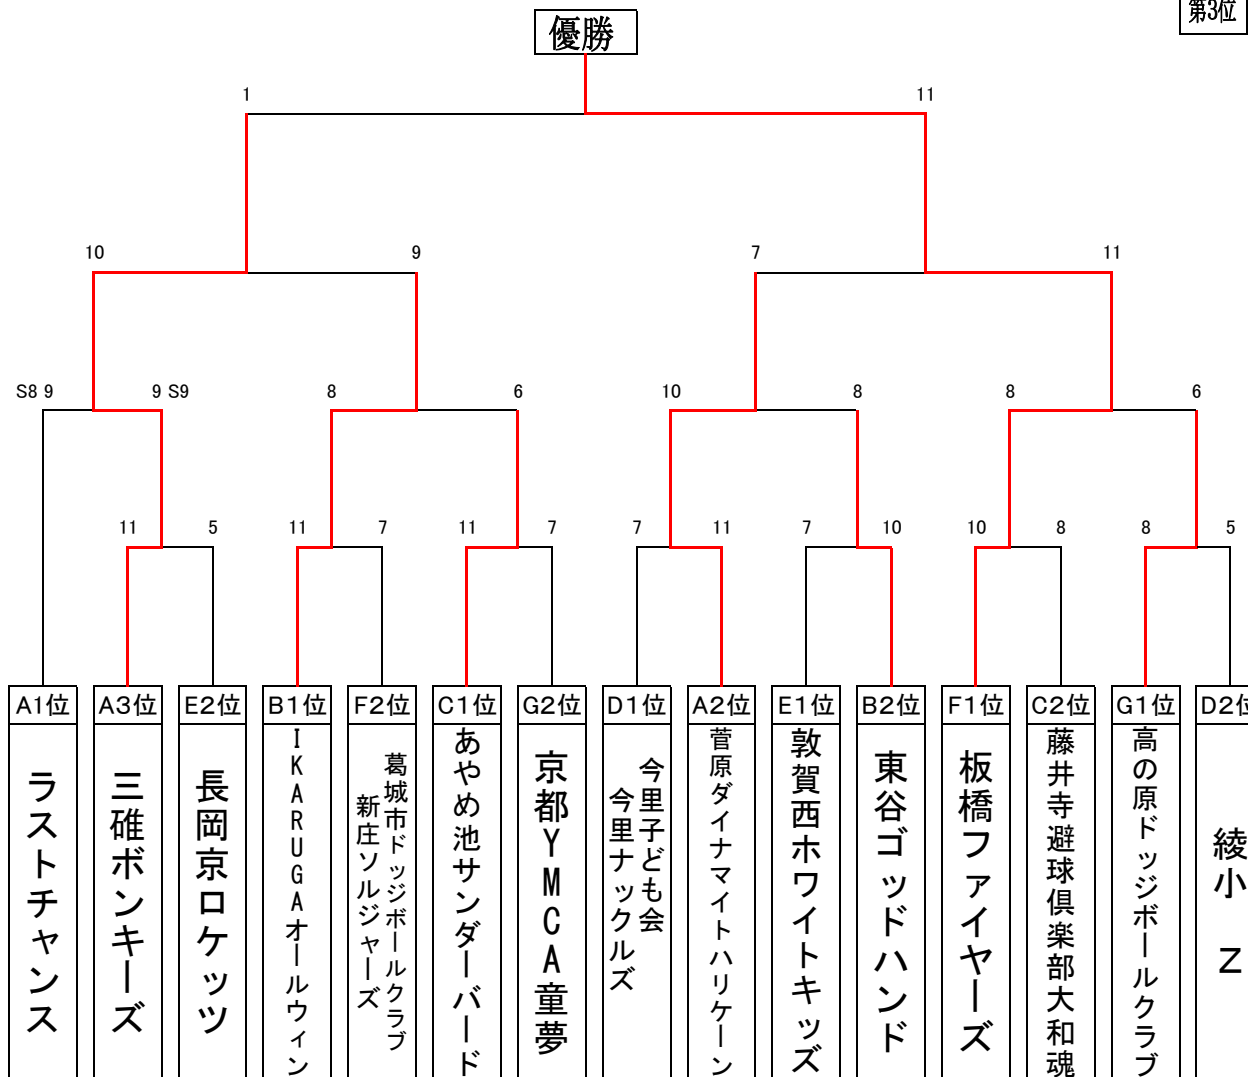 第3位
優勝
1 11
10 9 7 11
S8 9 9 S9 8 6 10 8 8 6
11 5 11 7 11 7 7 11 7 10 10 8 8 5
A1位 A3位 E2位 B1位 F2位 C1位 G2位 D1位 A2位 E1位 B2位 F1位 C2位 G1位 D2位
ラストチャンス
三碓ボンキーズ
長岡京ロケッツ
IKARUGAオールウィン
葛城市ドッジボールクラブ
新庄ソルジャーズ
あやめ池サンダーバード
京都YMCA童夢
今里子ども会
今里ナックルズ
菅原ダイナマイトハリケーン
敦賀西ホワイトキッズ
東谷ゴッドハンド
板橋ファイヤーズ
藤井寺避球倶楽部大和魂
高の原ドッジボールクラブ
綾小 Z